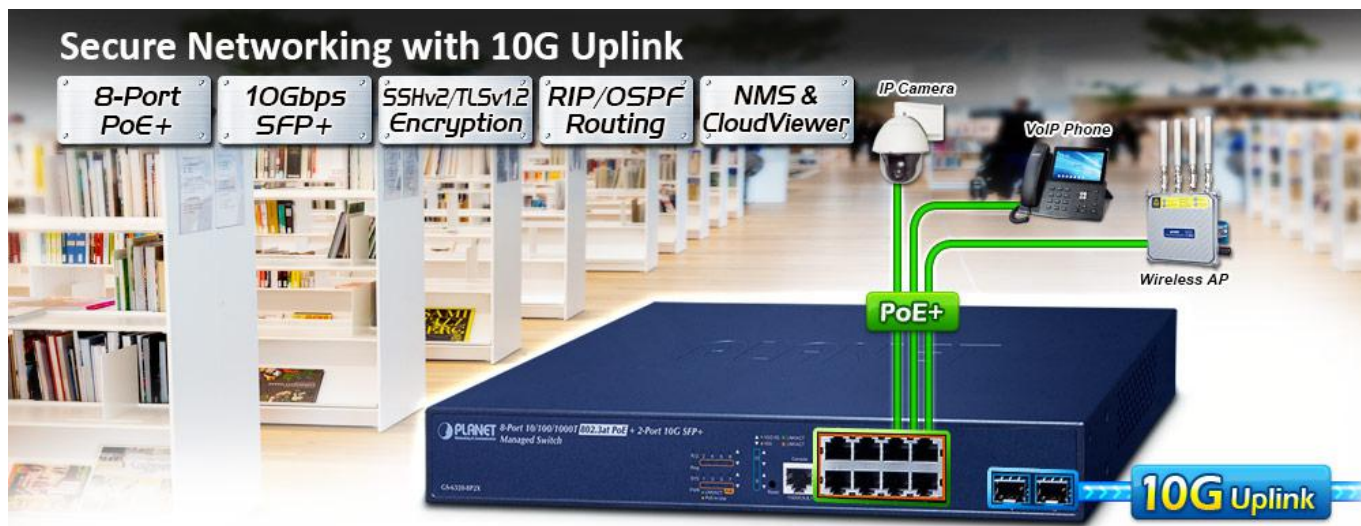 Secure Networking with 10G Uplink
8-Port
PoE+
10Gbps
SFP+
SSHv2/TLSv1.2
Encryption
RIP/OSPF
Routing
NMS &
CloudViewer
IP Camera
VoIP Phone
Wireless AP
PoE+
PLANET
8-Port 10/100/1000T 802.3at PoE + 2-Port 10G SFP+
Managed Switch
Console
Reset
10G Uplink